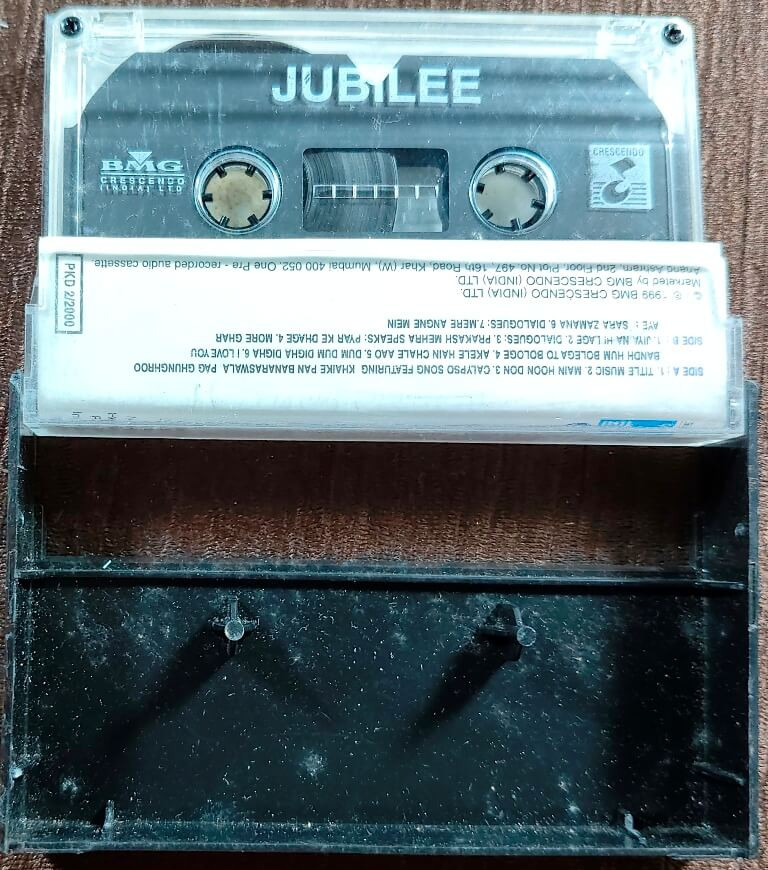 JUBILEE
BMG
CRESCENDO
(INDIA) LTD
CRESCENDO
SIDE A : 1. TITLE MUSIC 2. MAIN HOON DON 3. CALYPSO SONG FEATURING KHAIKE PAN BANARASWALA PAG GHUNGHROO
BANDH HUM BOLEGA TO BOLOGE 4. AKELE HAIN CHALE AAO 5. DUM DUM DIGHA DIGHA 6. I LOVE YOU
SIDE B : 1. JIYA NA HI LAGE 2. DIALOGUES 3. PRAKASH MEHRA SPEAKS: PYAR KE DHAGE 4. MORE GHAR
AYE : SARA ZAMANA 6. DIALOGUES: 7.MERE ANGNE MEIN
© ℗ 1999 BMG CRESCENDO (INDIA) LTD.
Marketed by BMG CRESCENDO (INDIA) LTD.
Anand Ashram, 2nd Floor, Plot No. 497, 16th Road, Khar (W), Mumbai 400 052. One Pre - recorded audio cassette.
PKD 2/2000